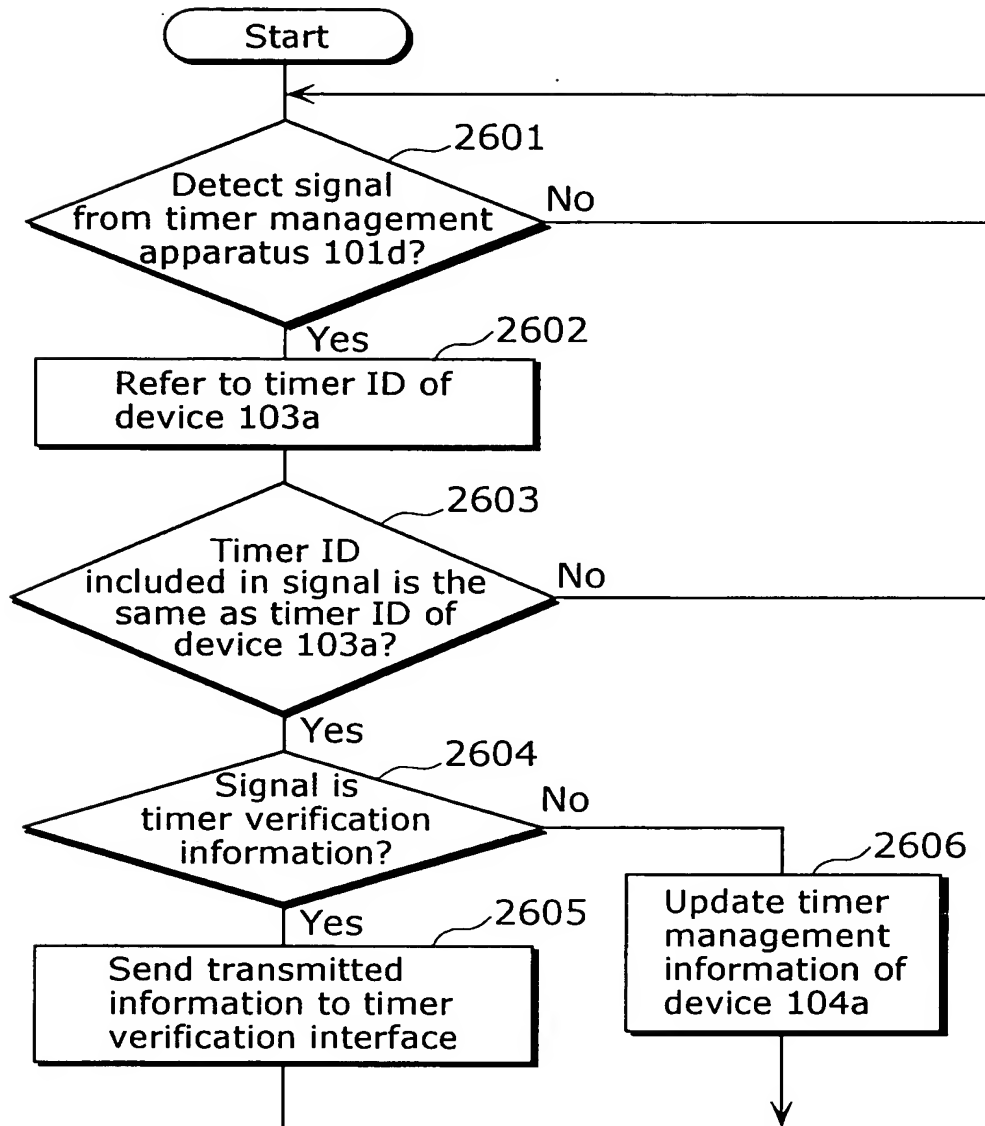 Start
2601
Detect signal
from timer management
apparatus 101d?
No
Yes
2602
Refer to timer ID of
device 103a
2603
Timer ID
included in signal is the
same as timer ID of
device 103a?
No
Yes
2604
Signal is
timer verification
information?
No
Yes
2605
Send transmitted
information to timer
verification interface
2606
Update timer
management
information of
device 104a